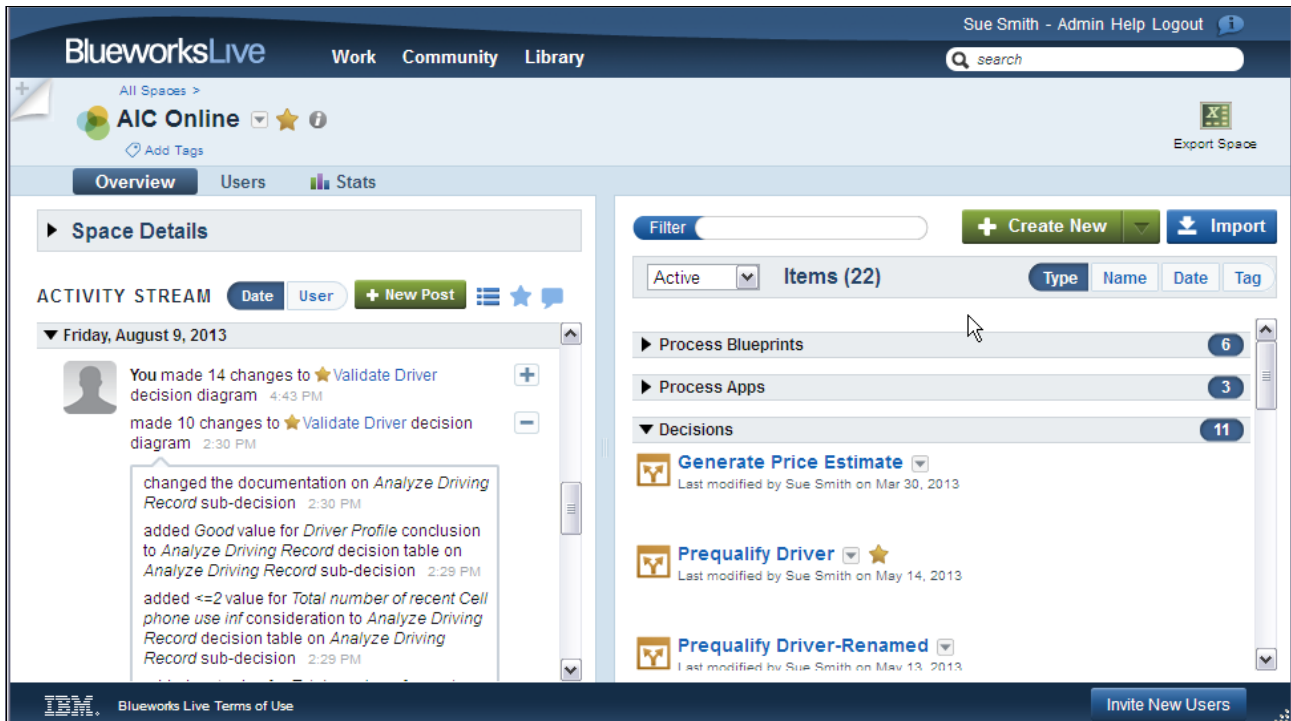 Sue Smith - Admin Help Logout
BlueworksLive
Work Community Library
search
All Spaces >
AIC Online
Add Tags
Export Space
Overview Users Stats
Space Details
ACTIVITY STREAM Date User + New Post
Friday, August 9, 2013
You made 14 changes to Validate Driver
decision diagram 4:43 PM
made 10 changes to Validate Driver decision
diagram 2:30 PM
changed the documentation on Analyze Driving
Record sub-decision 2:30 PM
added Good value for Driver Profile conclusion
to Analyze Driving Record decision table on
Analyze Driving Record sub-decision 2:29 PM
added <=2 value for Total number of recent Cell
phone use inf consideration to Analyze Driving
Record decision table on Analyze Driving
Record sub-decision 2:29 PM
Filter
Create New Import
Active Items (22) Type Name Date Tag
Process Blueprints 6
Process Apps 3
Decisions 11
Generate Price Estimate
Last modified by Sue Smith on Mar 30, 2013
Prequalify Driver
Last modified by Sue Smith on May 14, 2013
Prequalify Driver-Renamed
Last modified by Sue Smith on May 13, 2013
IBM. Blueworks Live Terms of Use
Invite New Users